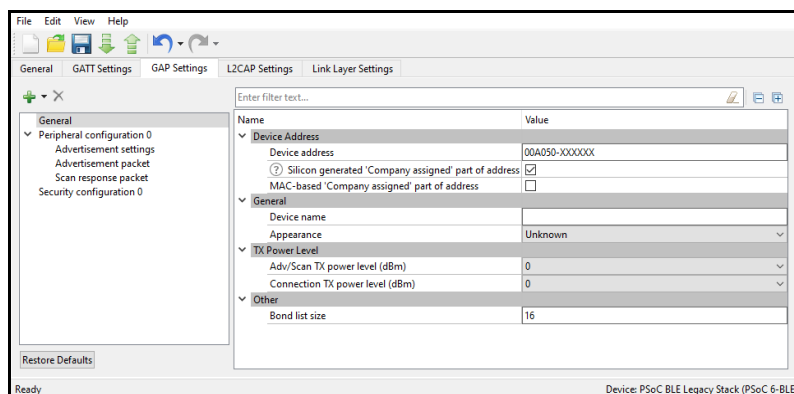 File Edit View Help
General GATT Settings GAP Settings L2CAP Settings Link Layer Settings
Enter filter text...
General
Peripheral configuration 0
Advertisement settings
Advertisement packet
Scan response packet
Security configuration 0
Name Value
Device Address
Device address 00A050-XXXXXX
? Silicon generated 'Company assigned' part of address
MAC-based 'Company assigned' part of address
General
Device name
Appearance Unknown
TX Power Level
Adv/Scan TX power level (dBm) 0
Connection TX power level (dBm) 0
Other
Bond list size 16
Restore Defaults
Ready Device: PSoC BLE Legacy Stack (PSoC 6-BLE